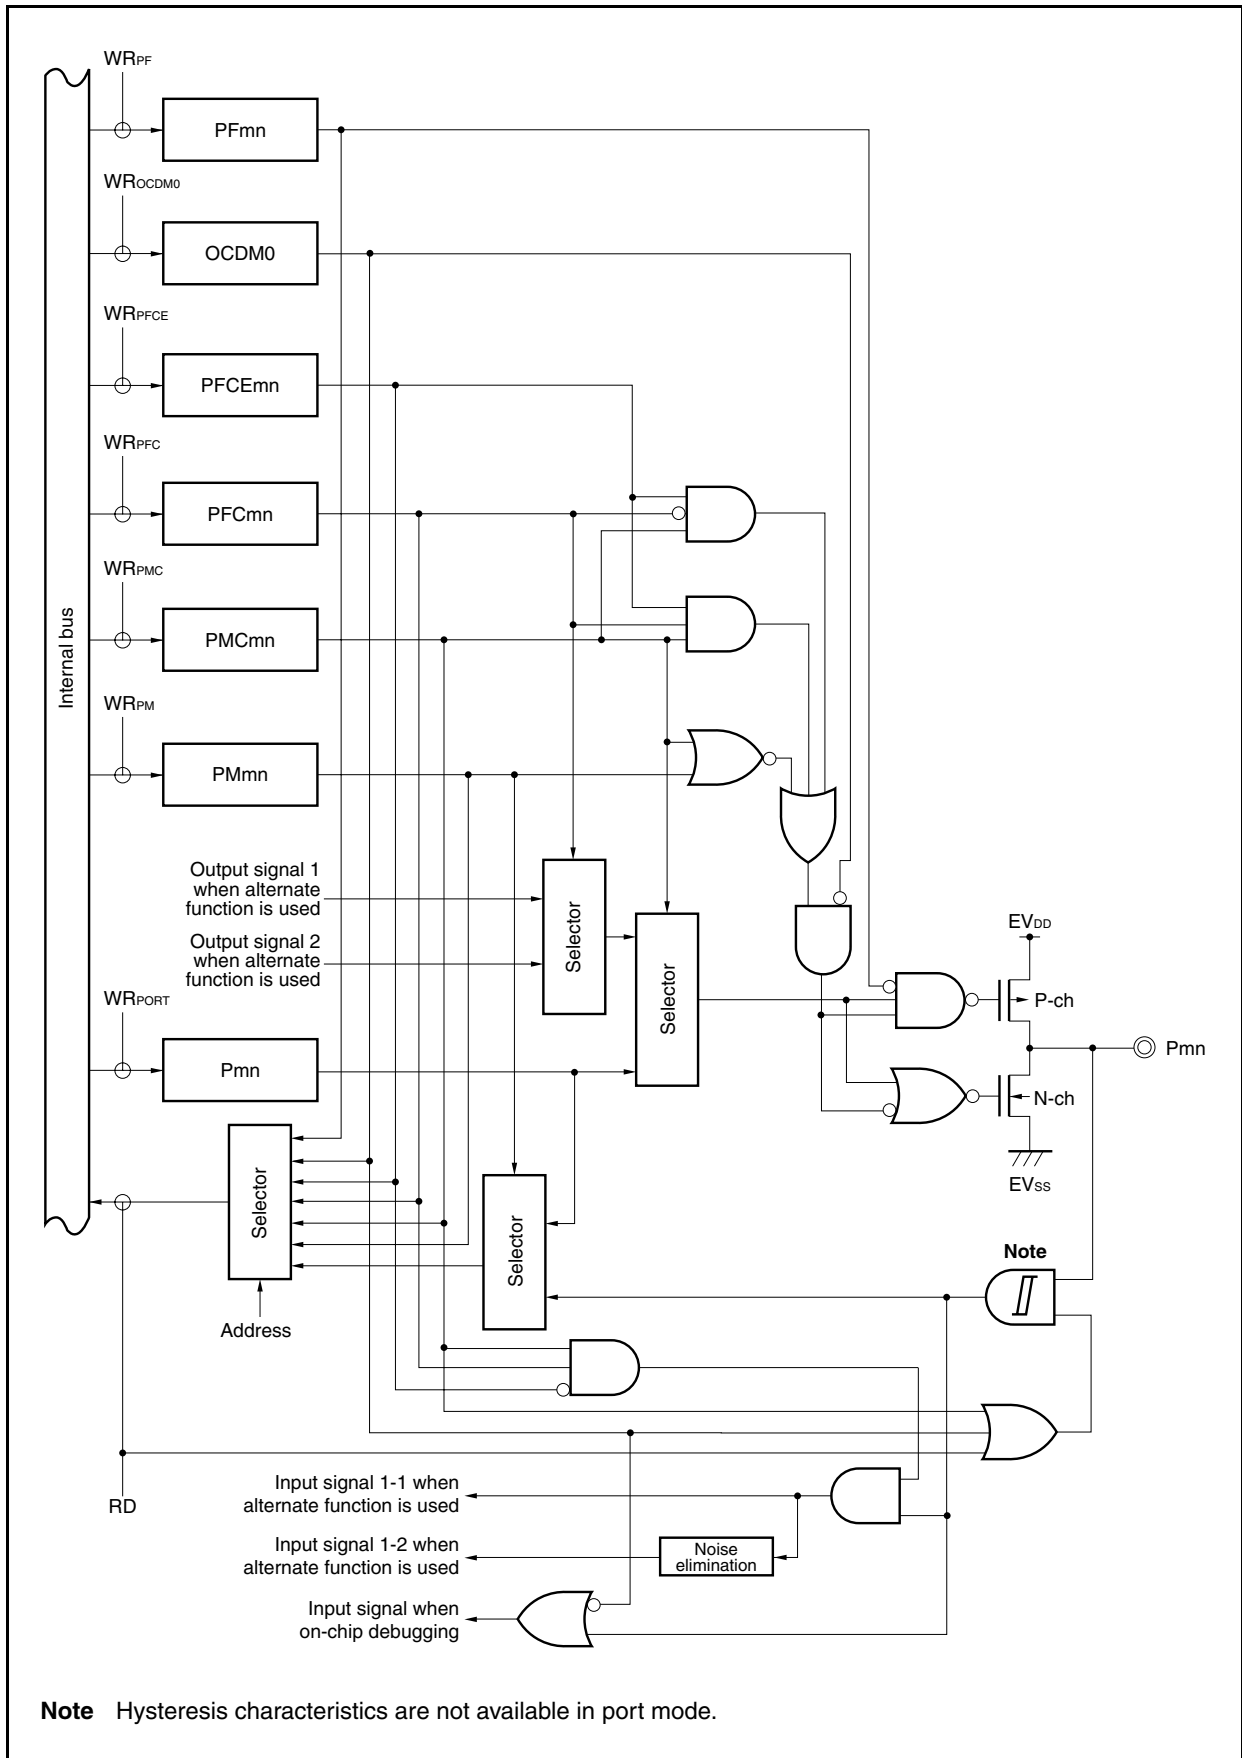 WRPF
PFmn
WROCDM0
OCDM0
WRPFCE
PFCEmn
WRPFC
PFCmn
WRPMC
PMCmn
Internal bus
WRPM
PMmn
Output signal 1
when alternate
function is used
Output signal 2
when alternate
function is used
Selector
Selector
EVDD
P-ch
WRPORT
Pmn
Pmn
N-ch
EVSS
Selector
Selector
Note
Address
RD
Input signal 1-1 when
alternate function is used
Input signal 1-2 when
alternate function is used
Noise
elimination
Input signal when
on-chip debugging
Note Hysteresis characteristics are not available in port mode.